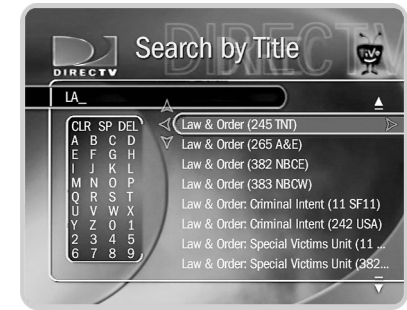 Search by Title
DIRECTV
TiVo
LA_
CLR SP DEL
A B C D
E F G H
I J K L
M N O P
Q R S T
U V W X
Y Z 0 1
2 3 4 5
6 7 8 9
Law & Order (245 TNT)
Law & Order (265 A&E)
Law & Order (382 NBCE)
Law & Order (383 NBCW)
Law & Order: Criminal Intent (11 SF11)
Law & Order: Criminal Intent (242 USA)
Law & Order: Special Victims Unit (11 ...
Law & Order: Special Victims Unit (382...